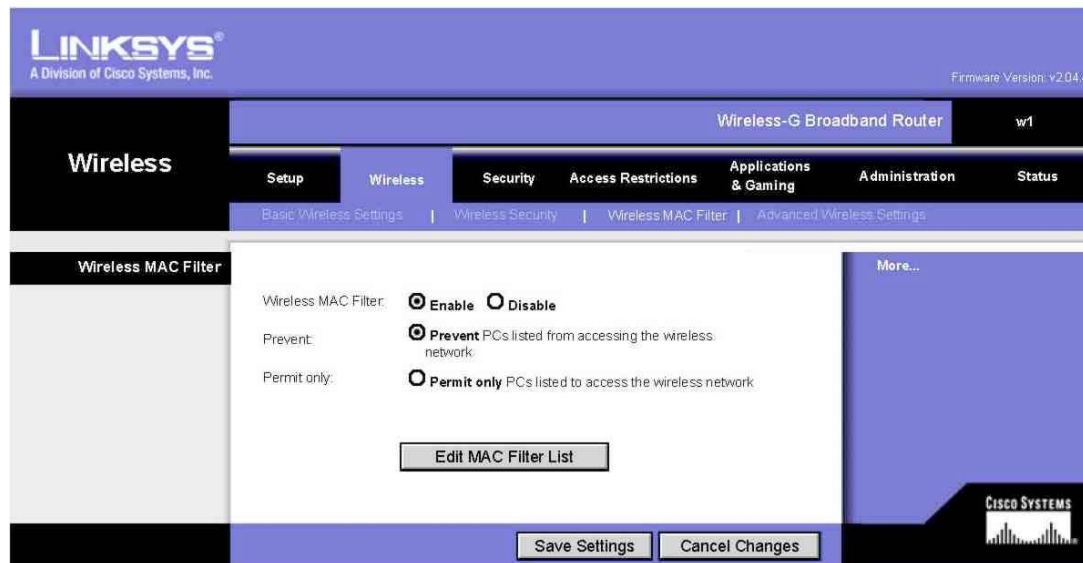 LINKSYS®
A Division of Cisco Systems, Inc.
Firmware Version: v2.04.
Wireless-G Broadband Router
w1
Wireless
Setup
Wireless
Security
Access Restrictions
Applications
& Gaming
Administration
Status
Basic Wireless Settings | Wireless Security | Wireless MAC Filter | Advanced Wireless Settings
Wireless MAC Filter
More...
Wireless MAC Filter: Enable Disable
Prevent: Prevent PCs listed from accessing the wireless
network
Permit only: Permit only PCs listed to access the wireless network
Edit MAC Filter List
CISCO SYSTEMS
Save Settings
Cancel Changes